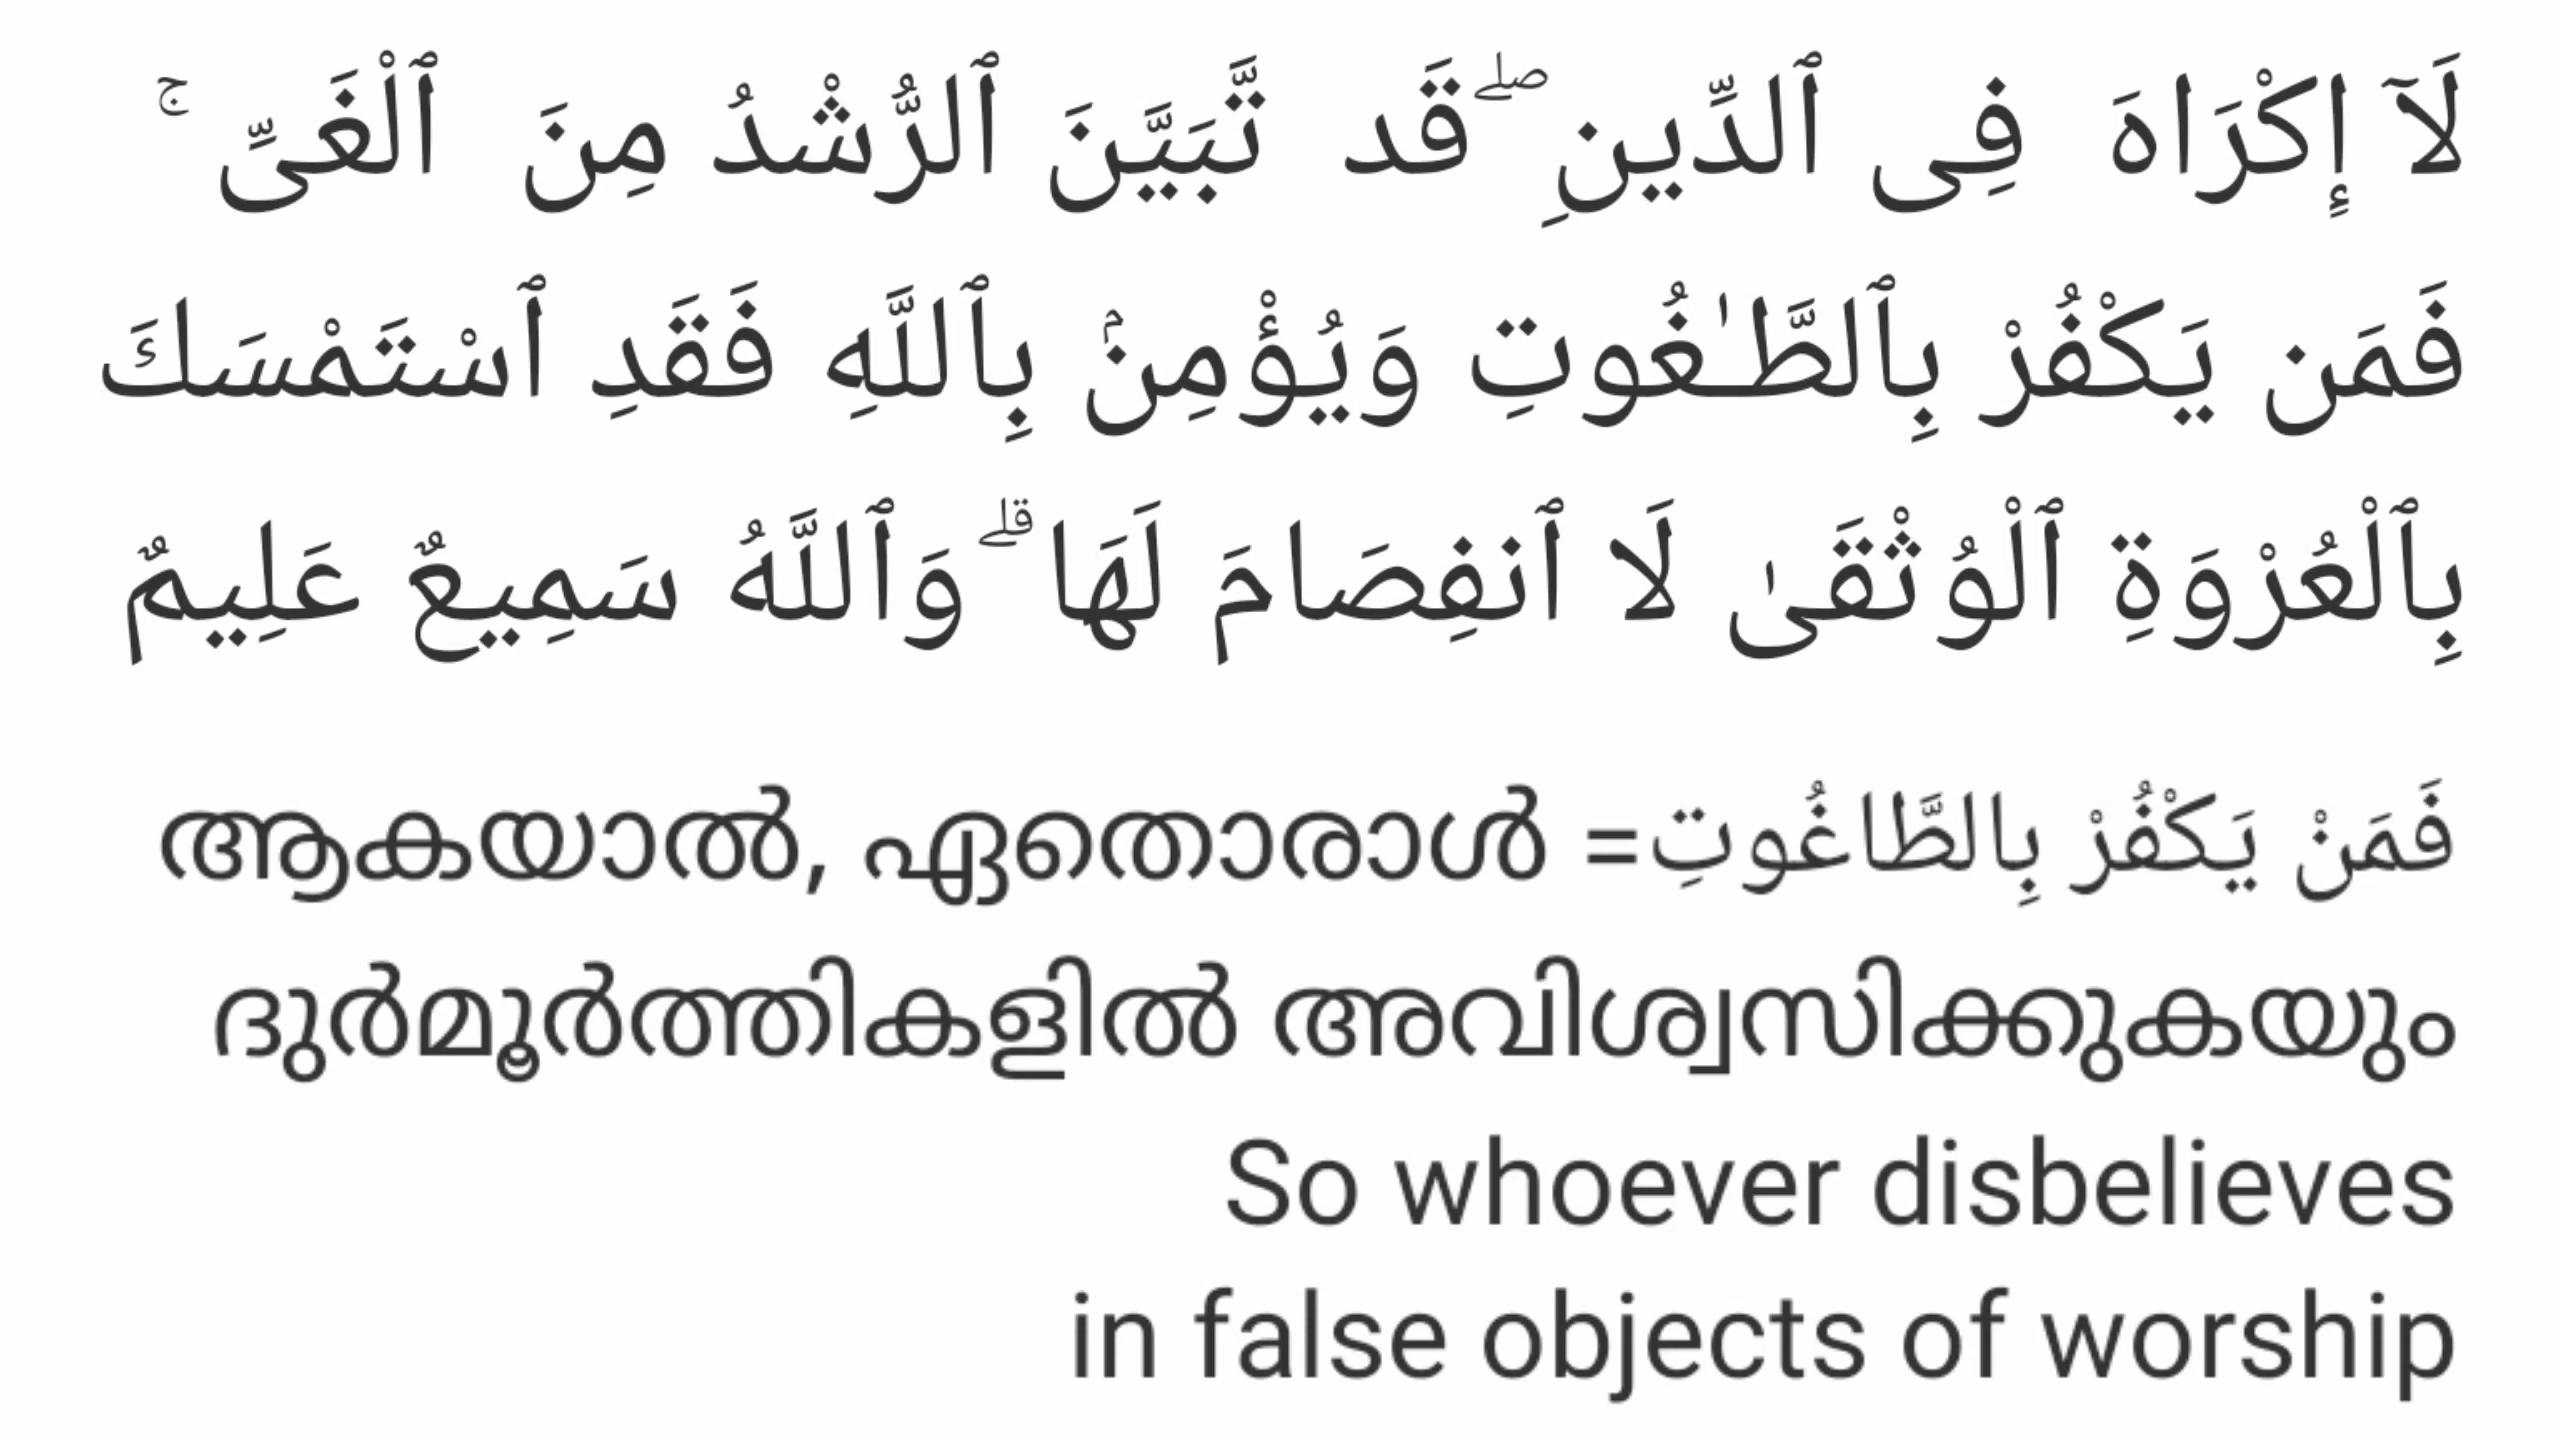 لَآ إِكْرَاهَ فِى ٱلدِّينِ ۖ قَد تَّبَيَّنَ ٱلرُّشْدُ مِنَ ٱلْغَىِّ ۚ
فَمَن يَكْفُرْ بِٱلطَّـٰغُوتِ وَيُؤْمِنۢ بِٱللَّهِ فَقَدِ ٱسْتَمْسَكَ
بِٱلْعُرْوَةِ ٱلْوُثْقَىٰ لَا ٱنفِصَامَ لَهَا ۗ وَٱللَّهُ سَمِيعٌ عَلِيمٌ
فَمَنْ يَكْفُرْ بِالطَّاغُوتِ= ആകയാൽ, ഏതൊരാൾ
ദുർമൂർത്തികളിൽ അവിശ്വസിക്കുകയും
So whoever disbelieves
in false objects of worship